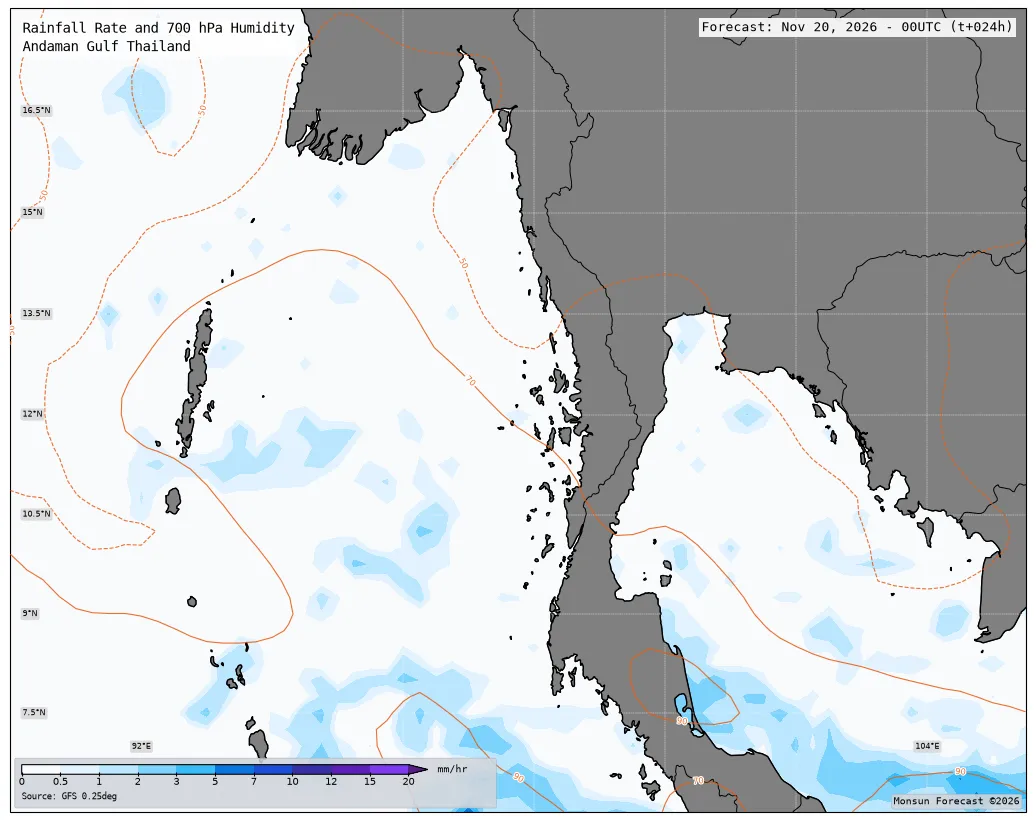 Rainfall Rate and 700 hPa Humidity
Andaman Gulf Thailand
Forecast: Nov 20, 2026 - 00UTC (t+024h)
50
16.5°N
50
15°N
50
13.5°N
50
70
12°N
10.5°N
9°N
7.5°N
90
92°E
104°E
90
90
70
mm/hr
0 0.5 1 2 3 5 10 12 15 20
Source: GFS 0.25deg
Monsun Forecast ©2026